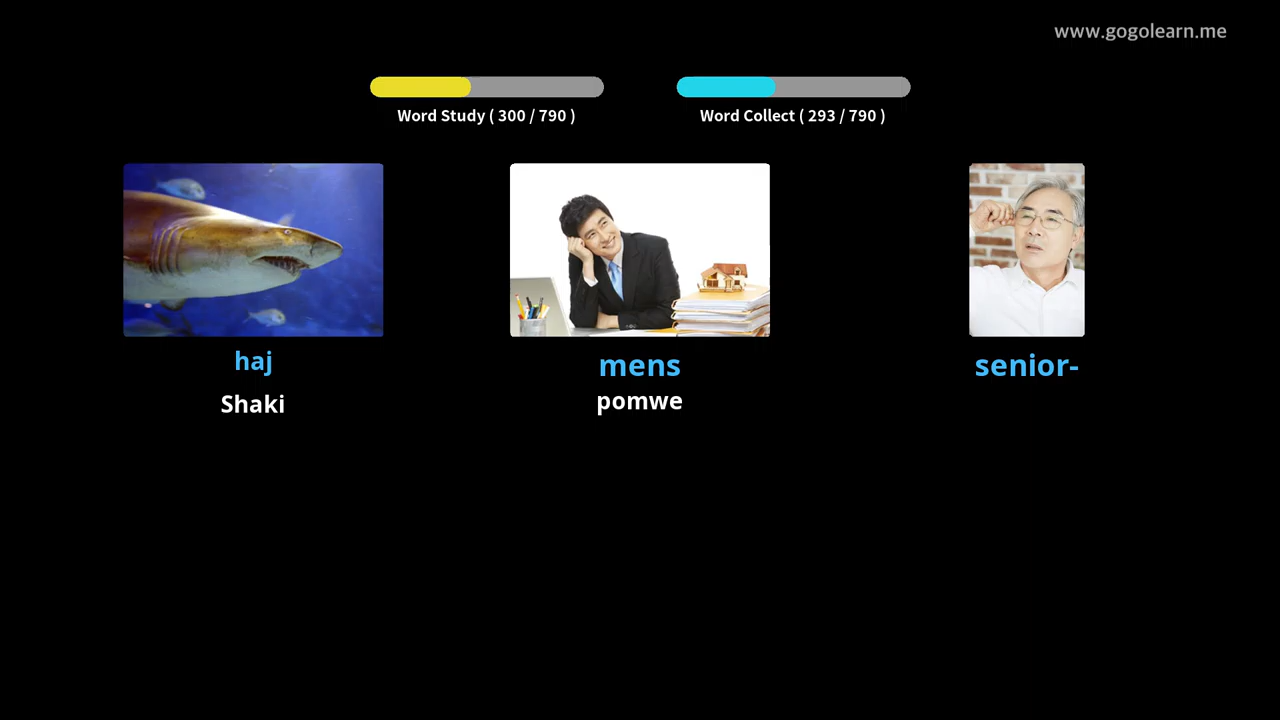 www.gogolearn.me
Word Study ( 300 / 790 )
Word Collect ( 293 / 790 )
haj
Shaki
mens
pomwe
senior-